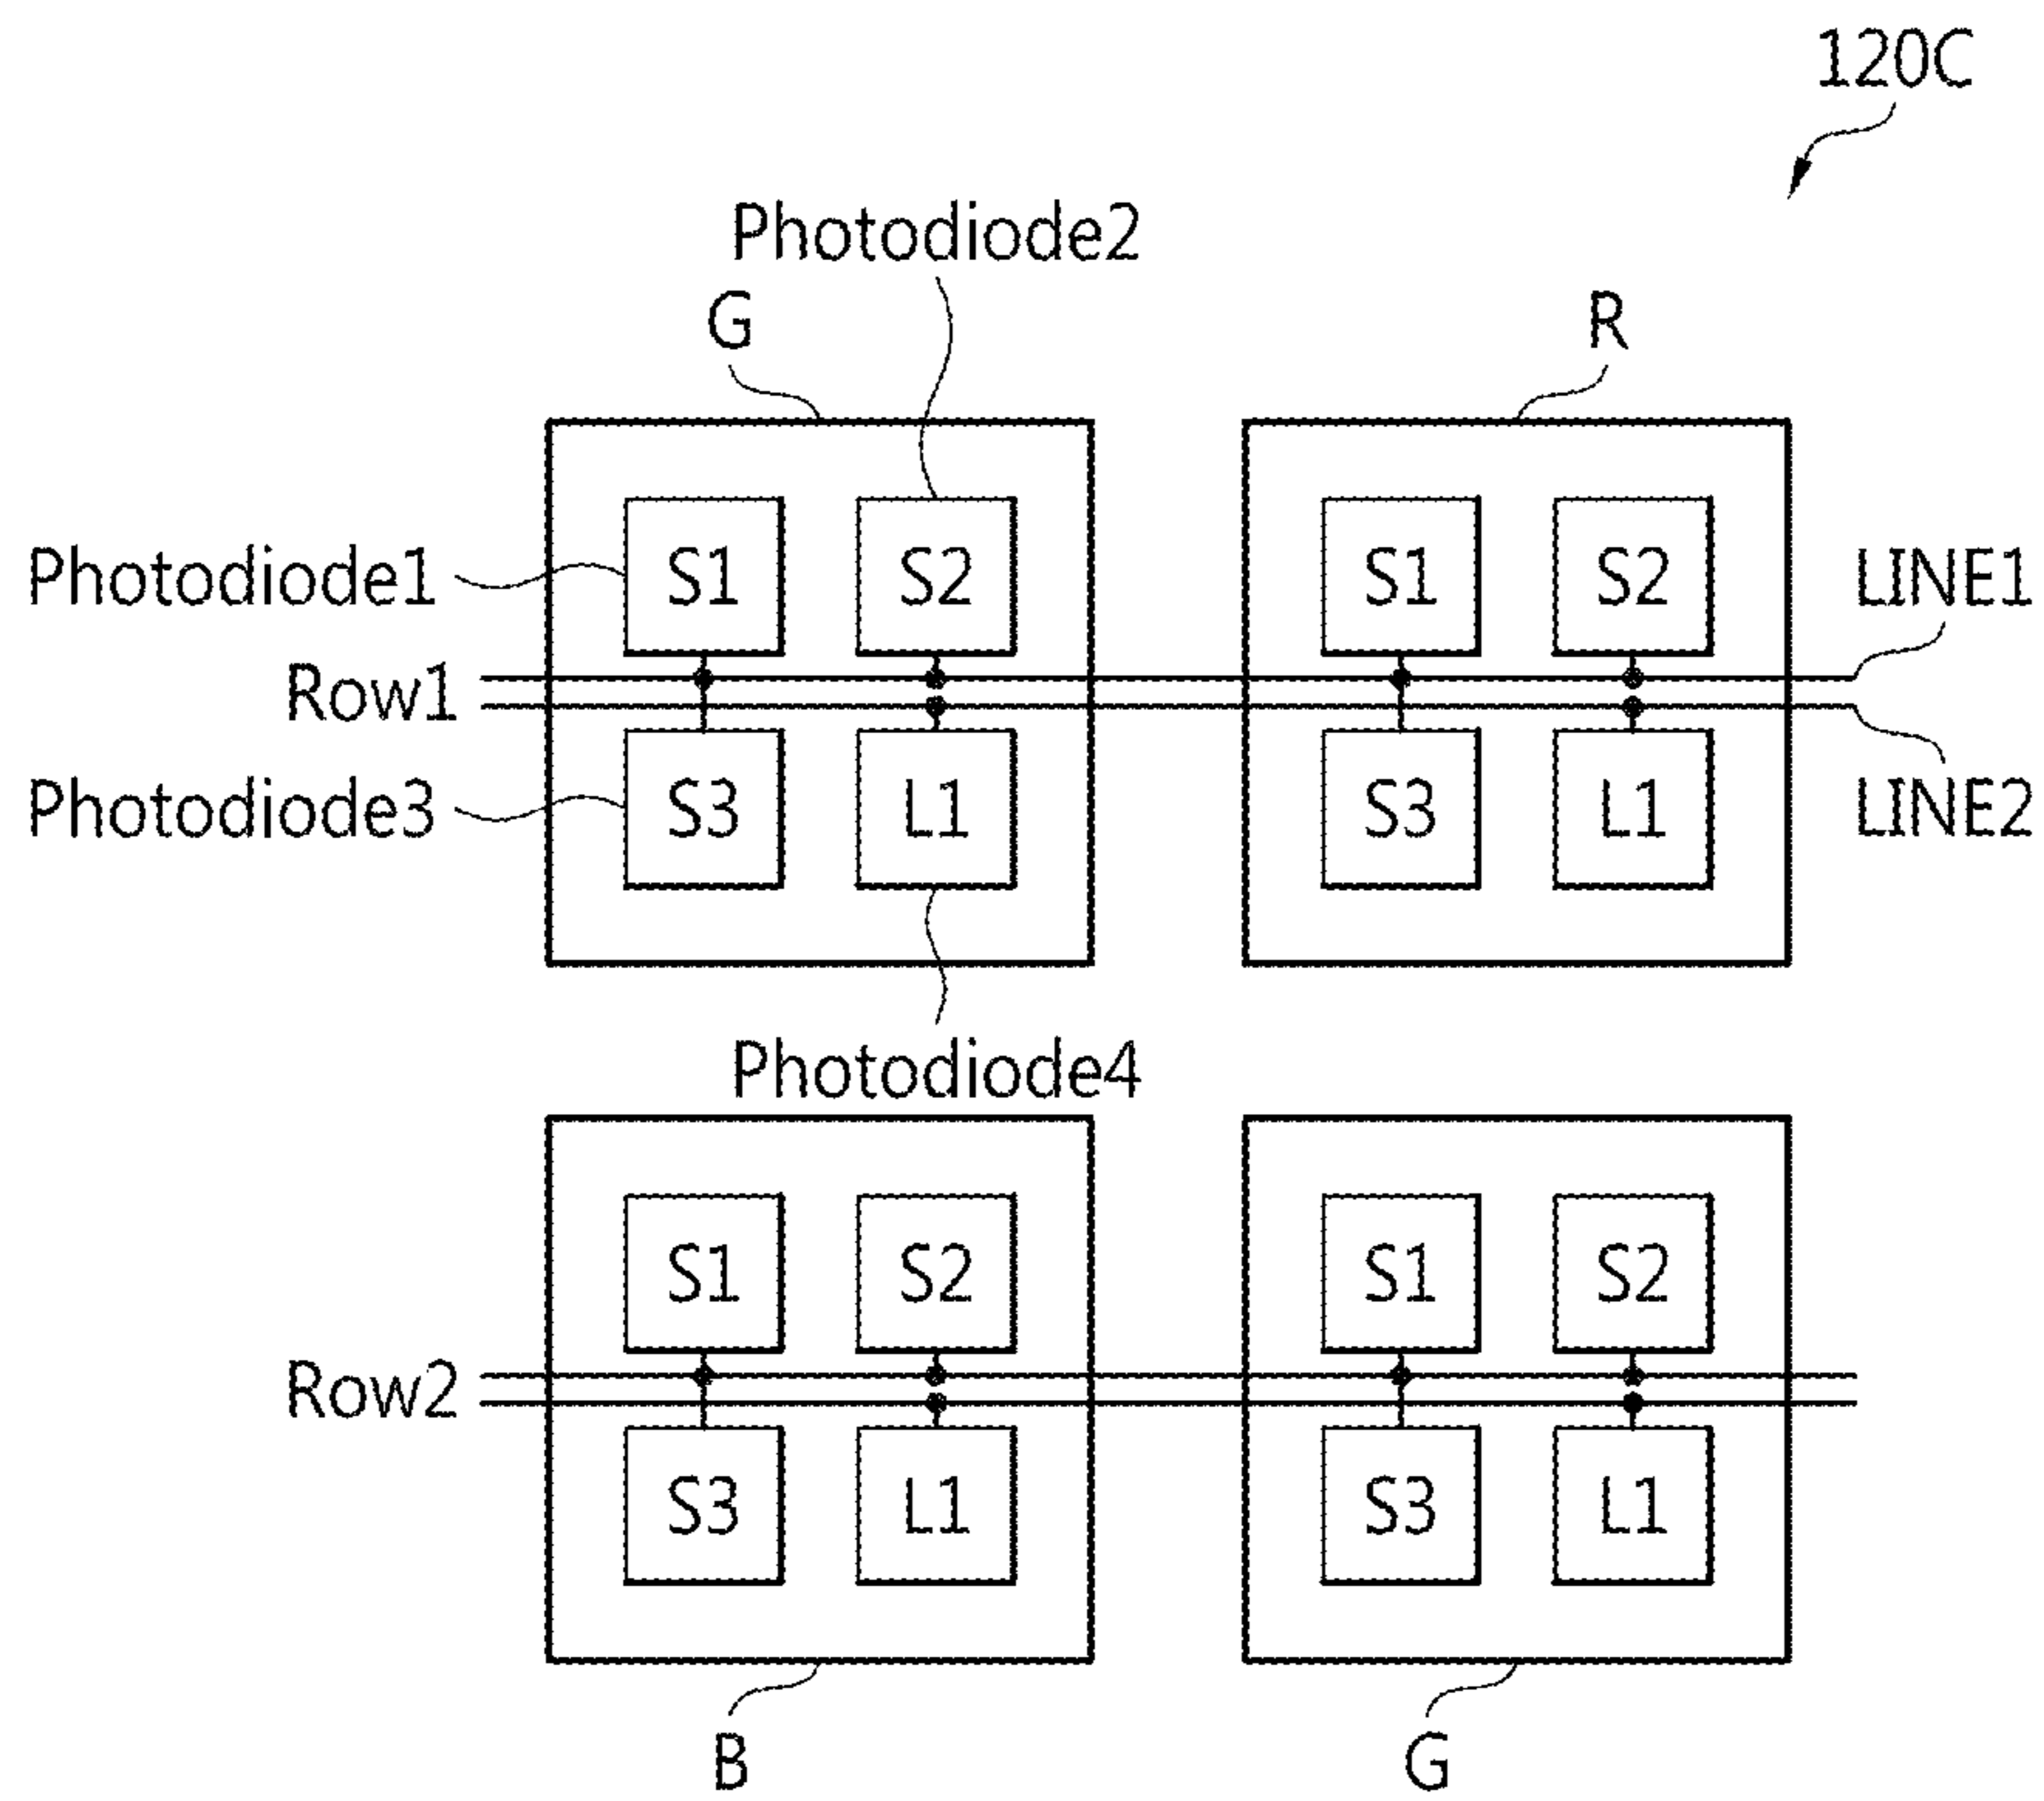 120C
Photodiode2
G R
S1 S2 S1 S2
Photodiode1
LINE1
Row1
S3 L1 S3 L1
Photodiode3
LINE2
Photodiode4
S1 S2 S1 S2
Row2
S3 L1 S3 L1
B G